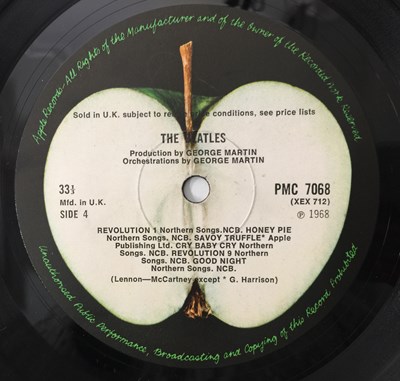 Apple Records-All Rights of the Manufacturer and of the Owner of the Recorded Work Reserved
Sold in U.K. subject to resale price conditions, see price lists
THE BEATLES
Production by GEORGE MARTIN
Orchestrations by GEORGE MARTIN
33⅓
Mfd. in U.K.
SIDE 4
PMC 7068
(XEX 712)
℗ 1968
REVOLUTION 1 Northern Songs.NCB. HONEY PIE
Northern Songs, NCB. SAVOY TRUFFLE* Apple
Publishing Ltd. CRY BABY CRY Northern
Songs. NCB. REVOLUTION 9 Northern
Songs. NCB. GOOD NIGHT
Northern Songs. NCB.
(Lennon—McCartney except * G. Harrison)
Unauthorised Public Performance, Broadcasting and Copying of this Record Prohibited